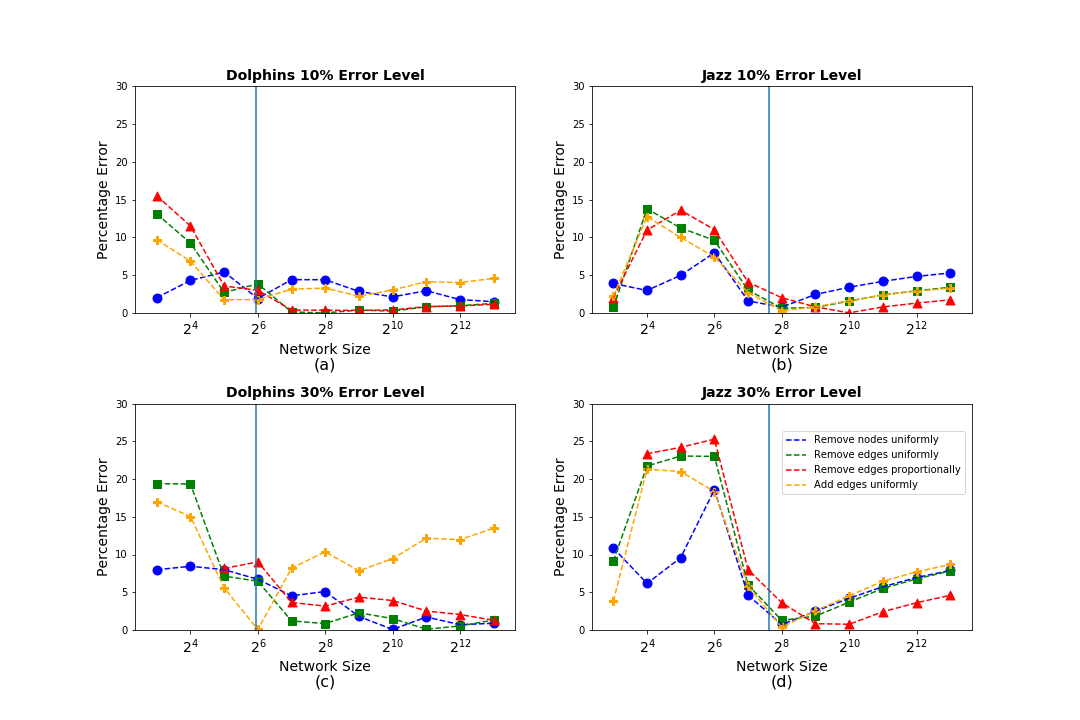 Dolphins 10% Error Level
30
25
20
15
10
5
0
Percentage Error
2^4 2^6 2^8 2^10 2^12
Network Size
(a)
Jazz 10% Error Level
30
25
20
15
10
5
0
Percentage Error
2^4 2^6 2^8 2^10 2^12
Network Size
(b)
Dolphins 30% Error Level
30
25
20
15
10
5
0
Percentage Error
2^4 2^6 2^8 2^10 2^12
Network Size
(c)
Jazz 30% Error Level
30
25
20
15
10
5
0
Percentage Error
Remove nodes uniformly
Remove edges uniformly
Remove edges proportionally
Add edges uniformly
2^4 2^6 2^8 2^10 2^12
Network Size
(d)